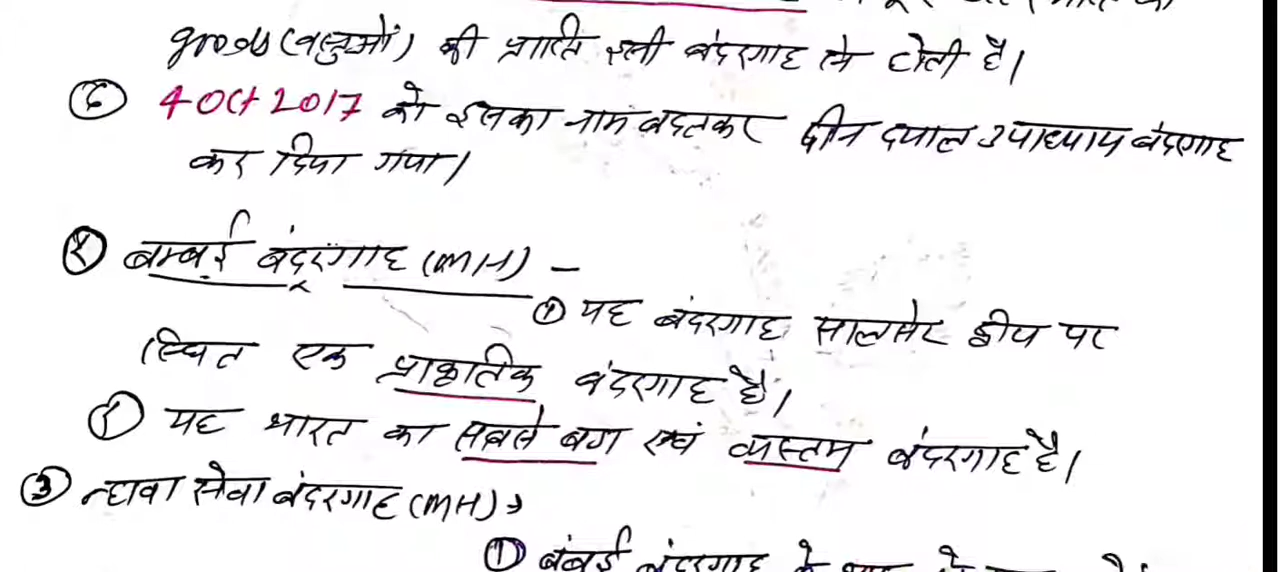 goods (वस्तुओं) की प्राप्ति इसी बंदरगाह से होती है।
⑥ 4 Oct 2017 को इसका नाम बदलकर दीन दयाल उपाध्याय बंदरगाह
कर दिया गया।
② बम्बई बंदरगाह (MH) –
① यह बंदरगाह सालसेट द्वीप पर
स्थित एक प्राकृतिक बंदरगाह है।
② यह भारत का सबसे बड़ा एवं व्यस्तम बंदरगाह है।
③ न्हावा सेवा बंदरगाह (MH) →
① बंबई बंदरगाह के